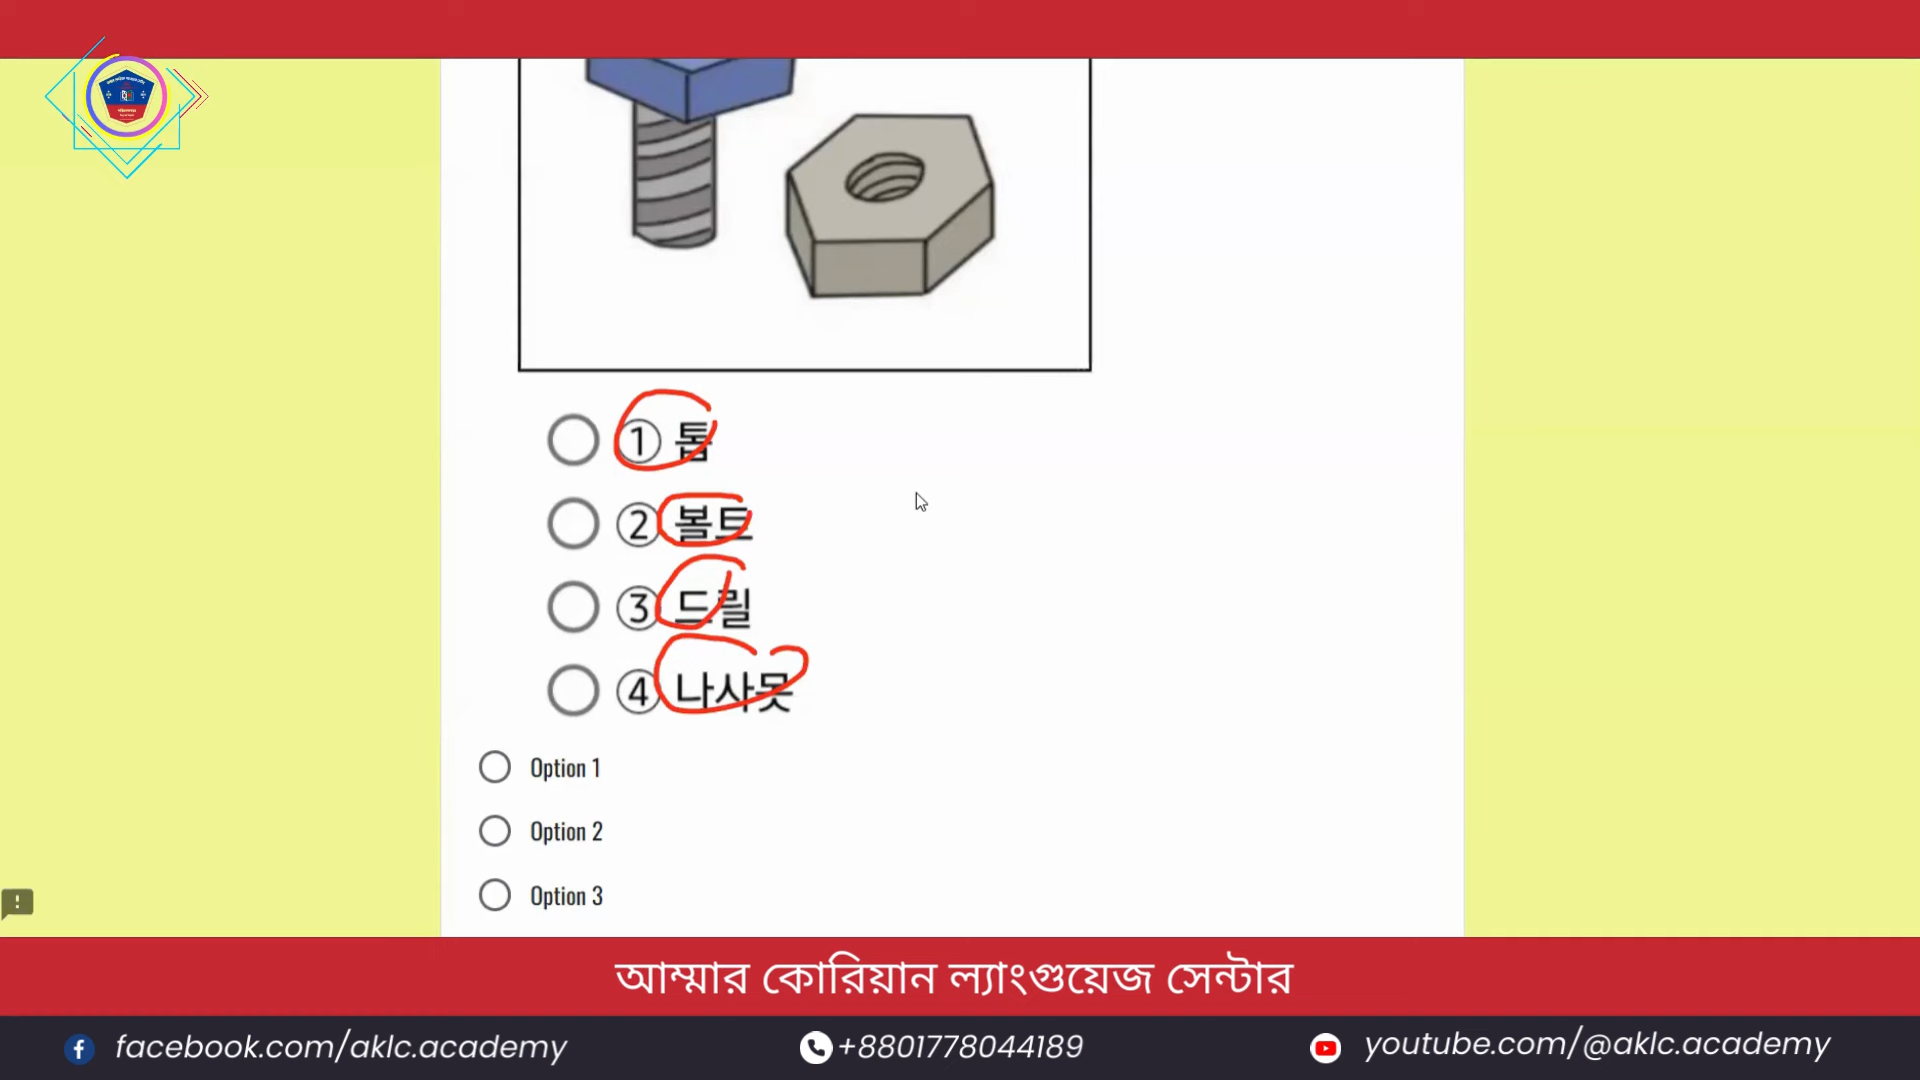 ① 톱
② 볼트
③ 드릴
④ 나사못
Option 1
Option 2
Option 3
আম্মার কোরিয়ান ল্যাংগুয়েজ সেন্টার
facebook.com/aklc.academy
+8801778044189
youtube.com/@aklc.academy